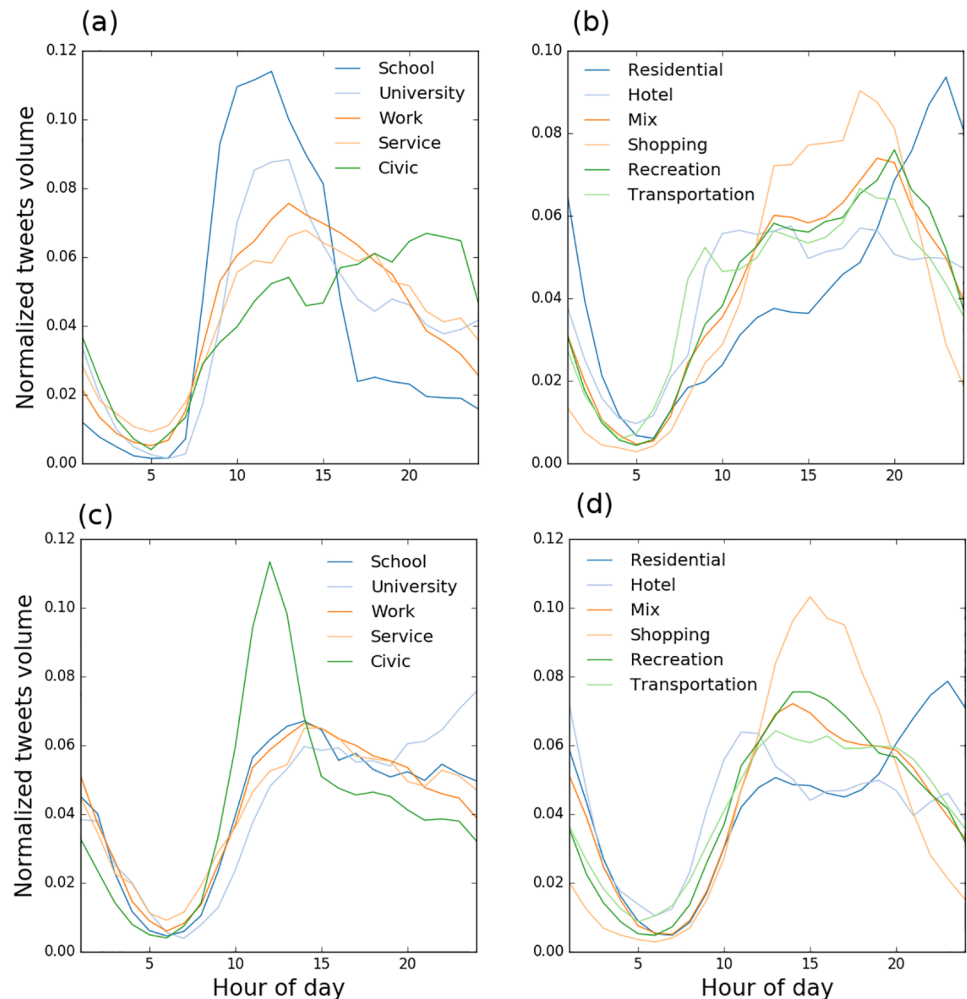 (a)
Normalized tweets volume
0.12
0.10
0.08
0.06
0.04
0.02
0.00
5
10
15
20
School
University
Work
Service
Civic
(b)
0.10
0.08
0.06
0.04
0.02
0.00
5
10
15
20
Residential
Hotel
Mix
Shopping
Recreation
Transportation
(c)
Normalized tweets volume
0.12
0.10
0.08
0.06
0.04
0.02
0.00
5
10
15
20
Hour of day
School
University
Work
Service
Civic
(d)
0.12
0.10
0.08
0.06
0.04
0.02
0.00
5
10
15
20
Hour of day
Residential
Hotel
Mix
Shopping
Recreation
Transportation